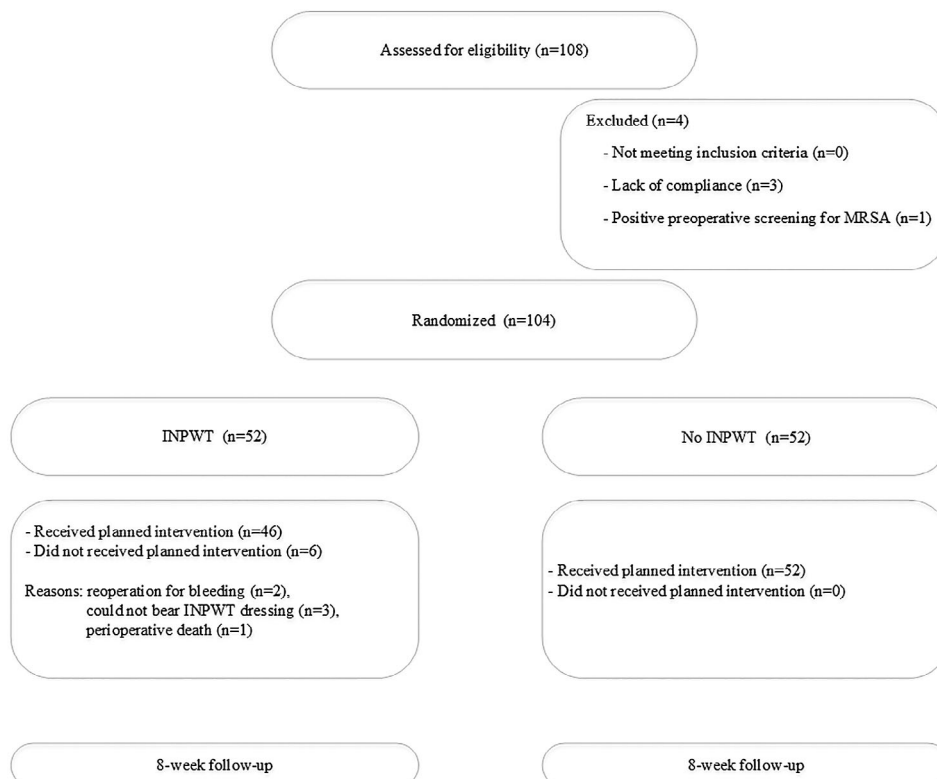 Assessed for eligibility (n=108)
Excluded (n=4)
- Not meeting inclusion criteria (n=0)
- Lack of compliance (n=3)
- Positive preoperative screening for MRSA (n=1)
Randomized (n=104)
INPWT (n=52)
No INPWT (n=52)
- Received planned intervention (n=46)
- Did not received planned intervention (n=6)
Reasons: reoperation for bleeding (n=2),
could not bear INPWT dressing (n=3),
perioperative death (n=1)
- Received planned intervention (n=52)
- Did not received planned intervention (n=0)
8-week follow-up
8-week follow-up